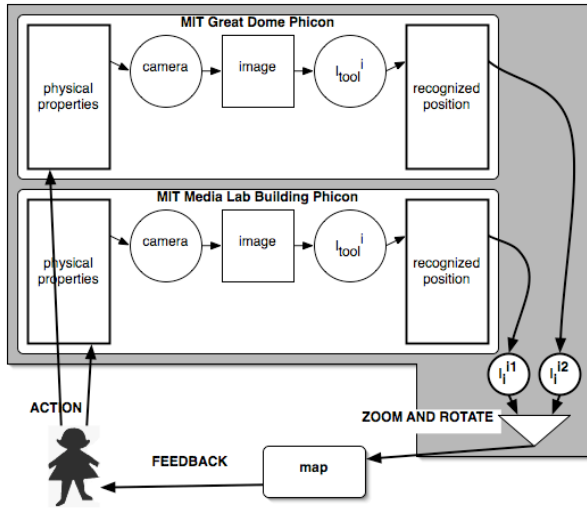 MIT Great Dome Phicon
physical
properties
camera
image
I_tool^i
recognized
position
MIT Media Lab Building Phicon
physical
properties
camera
image
I_tool^i
recognized
position
I_i^i1
I_i^i2
ACTION
ZOOM AND ROTATE
FEEDBACK
map